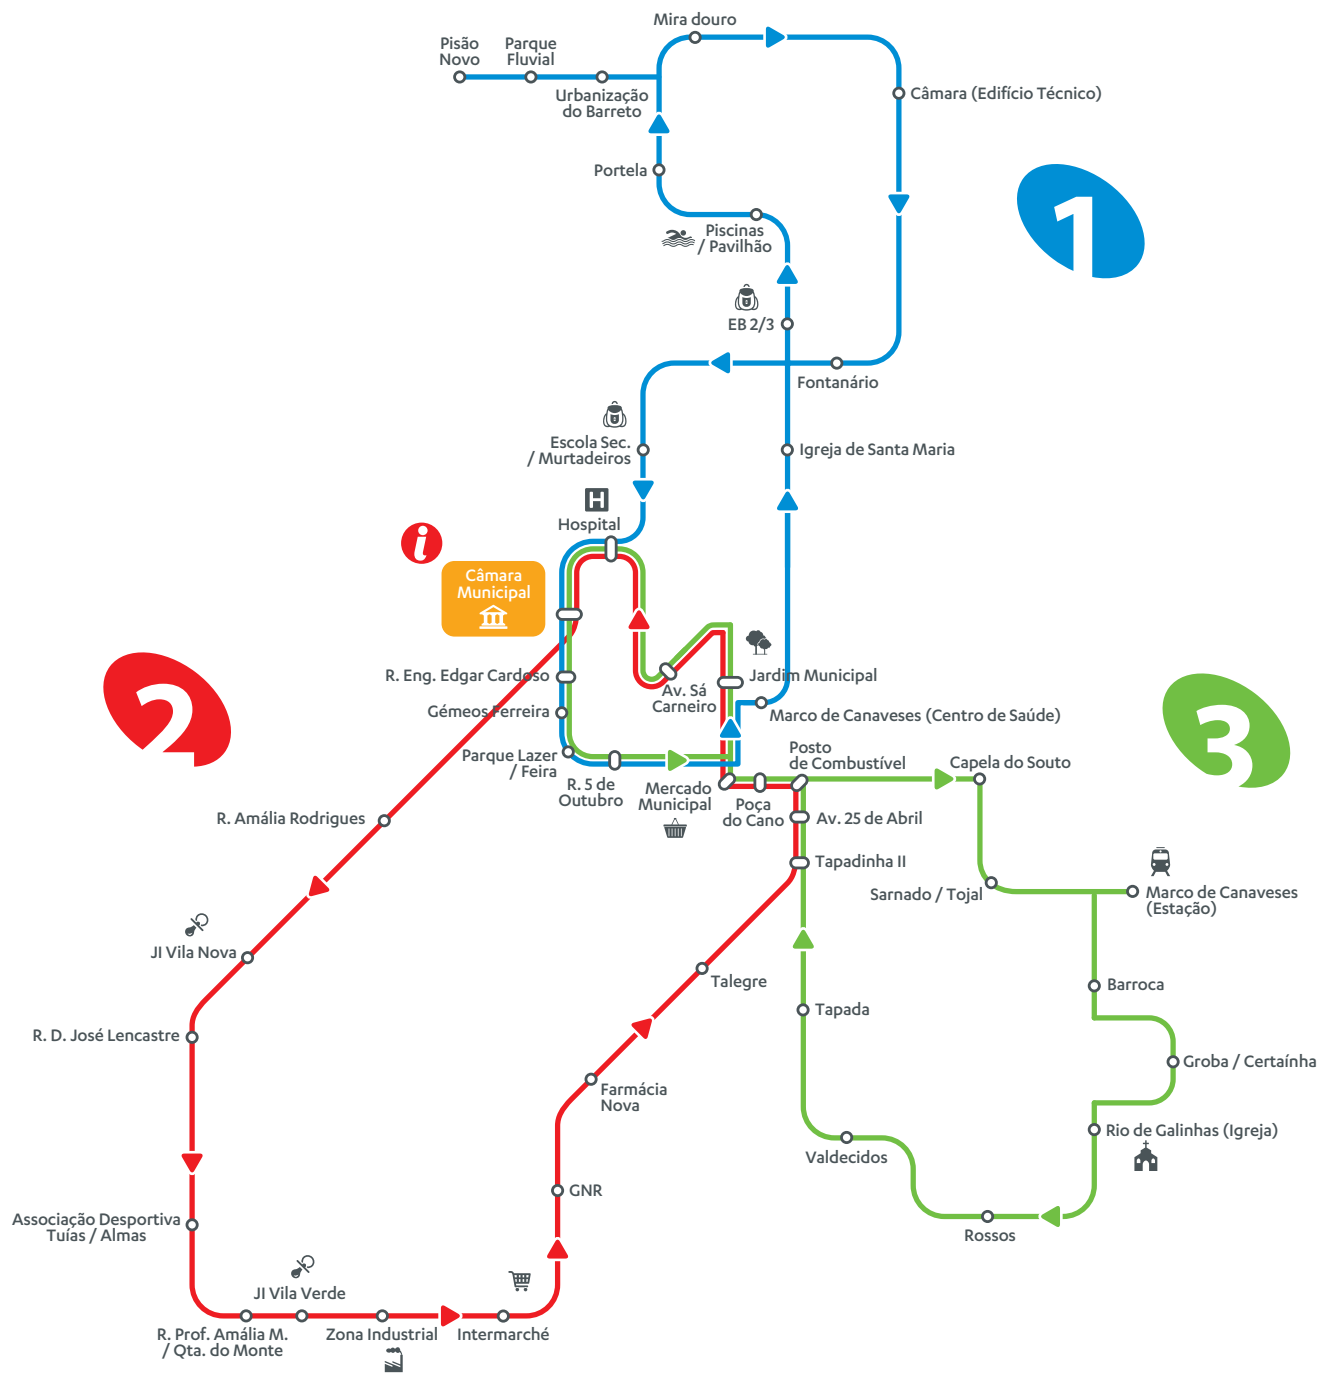 Mira douro
Pisão
Novo
Parque
Fluvial
Urbanização
do Barreto
Câmara (Edifício Técnico)
Portela
1
Piscinas
/ Pavilhão
EB 2/3
Fontanário
Escola Sec.
/ Murtadeiros
Igreja de Santa Maria
H
Hospital
i
Câmara
Municipal
R. Eng. Edgar Cardoso
Jardim Municipal
Av. Sá
Carneiro
2
3
Gémeos Ferreira
Marco de Canaveses (Centro de Saúde)
Parque Lazer
/ Feira
Posto
de Combustível
Capela do Souto
R. 5 de
Outubro
Mercado
Municipal
Poça
do Cano
R. Amália Rodrigues
Av. 25 de Abril
Tapadinha II
Sarnado / Tojal
Marco de Canaveses
(Estação)
JI Vila Nova
Talegre
Barroca
Tapada
R. D. José Lencastre
Groba / Certaínha
Farmácia
Nova
Rio de Galinhas (Igreja)
Valdecidos
GNR
Associação Desportiva
Tuías / Almas
Rossos
JI Vila Verde
R. Prof. Amália M.
/ Qta. do Monte
Zona Industrial
Intermarché